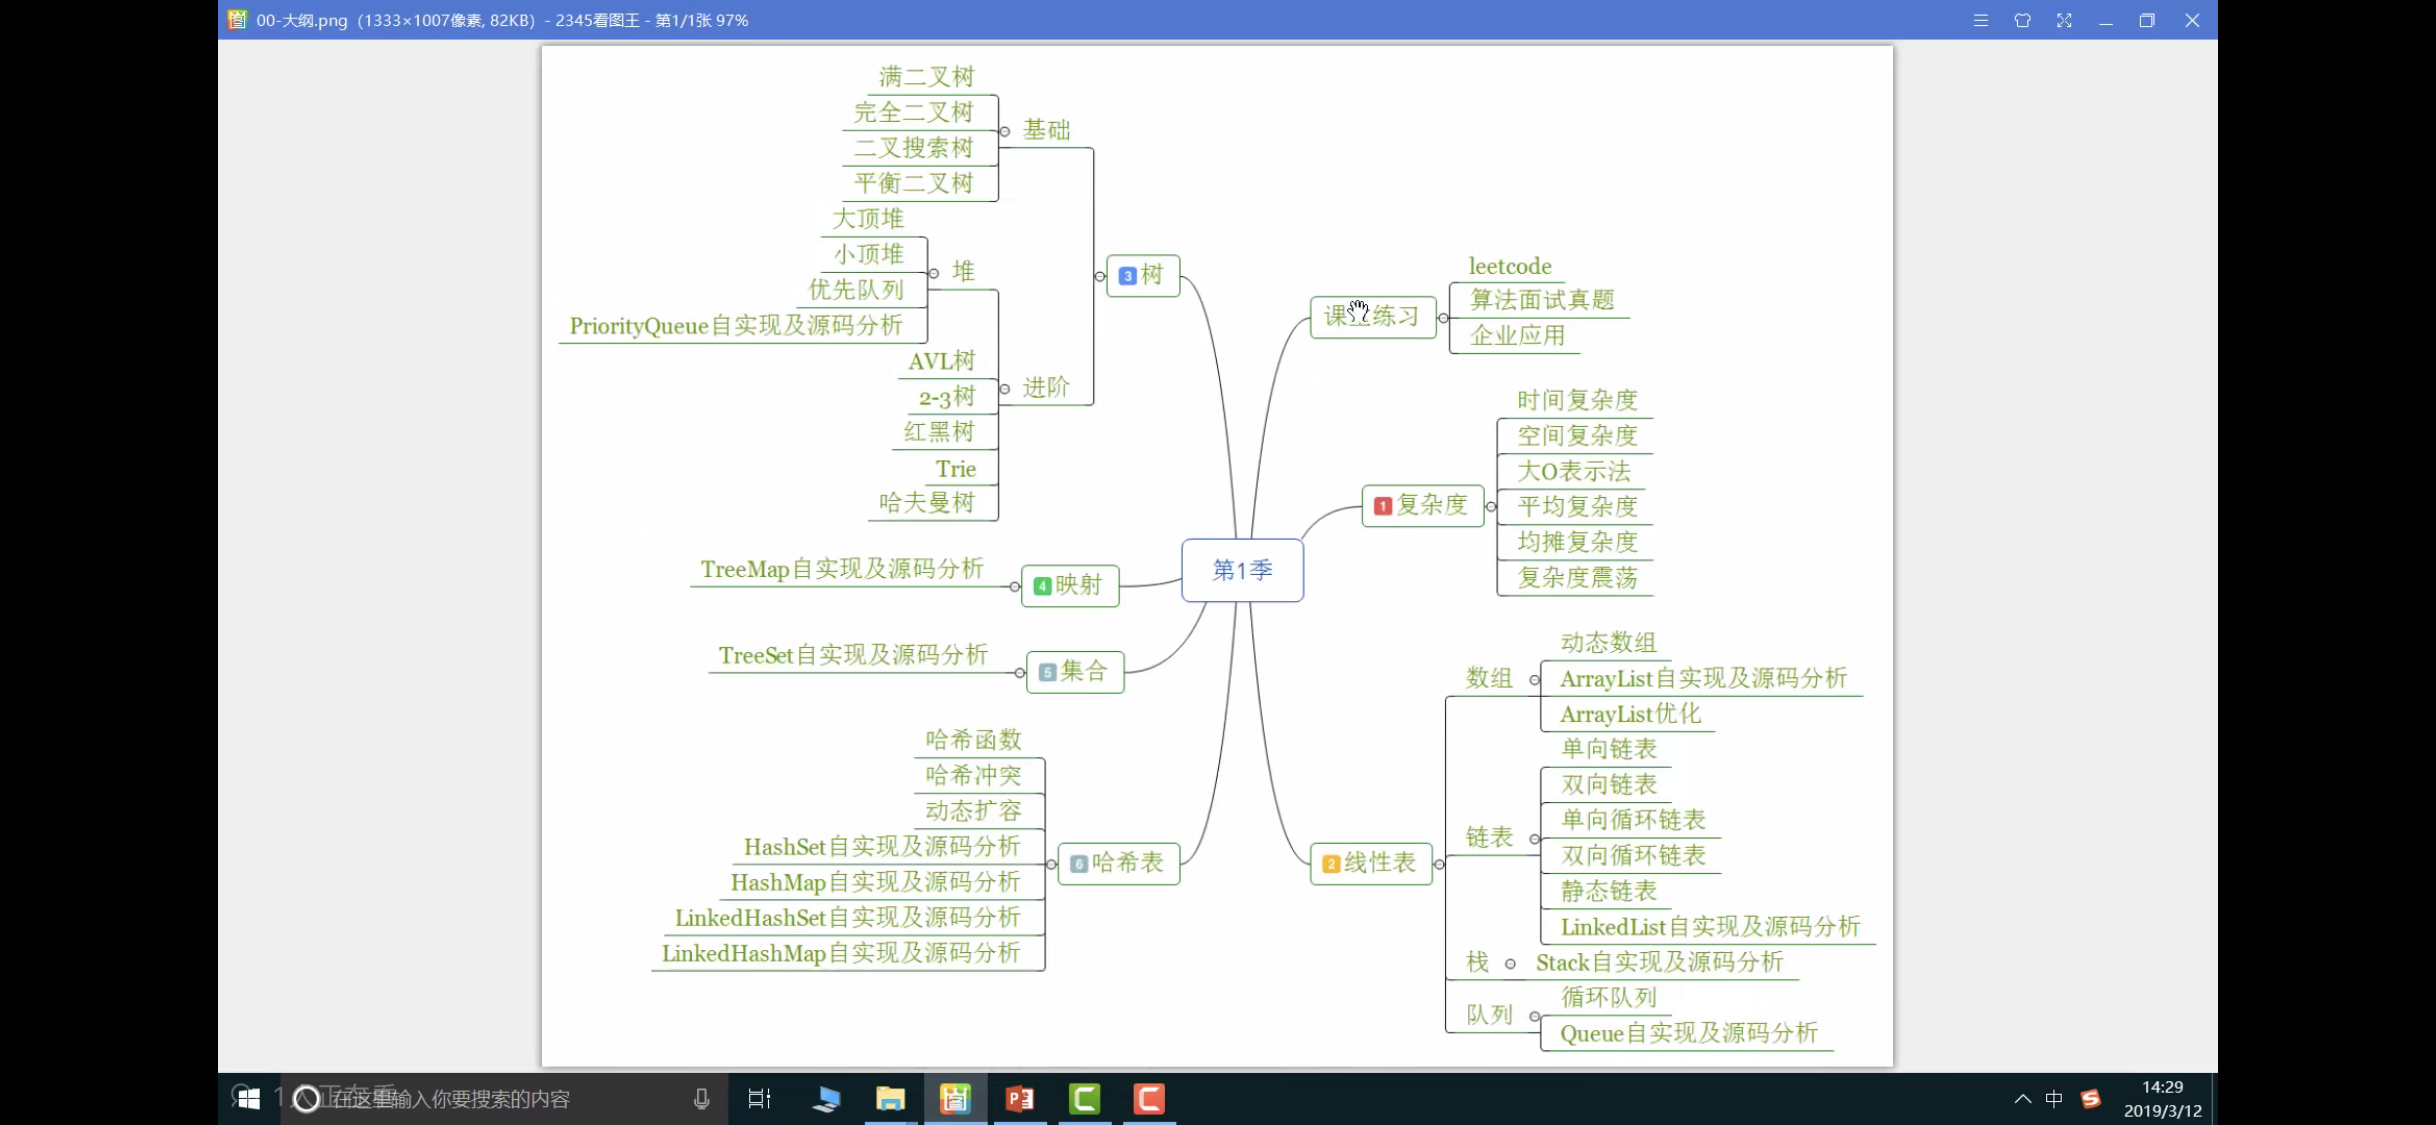 00-大纲.png（1333×1007像素, 82KB）- 2345看图王 - 第1/1张 97%
满二叉树
完全二叉树
二叉搜索树
平衡二叉树
基础
大顶堆
小顶堆
优先队列
PriorityQueue自实现及源码分析
堆
AVL树
2-3树
红黑树
Trie
哈夫曼树
进阶
3 树
TreeMap自实现及源码分析
4 映射
TreeSet自实现及源码分析
5 集合
哈希函数
哈希冲突
动态扩容
HashSet自实现及源码分析
HashMap自实现及源码分析
LinkedHashSet自实现及源码分析
LinkedHashMap自实现及源码分析
6 哈希表
第1季
课 练习
leetcode
算法面试真题
企业应用
1 复杂度
时间复杂度
空间复杂度
大O表示法
平均复杂度
均摊复杂度
复杂度震荡
2 线性表
数组
动态数组
ArrayList自实现及源码分析
ArrayList优化
链表
单向链表
双向链表
单向循环链表
双向循环链表
静态链表
LinkedList自实现及源码分析
栈
Stack自实现及源码分析
队列
循环队列
Queue自实现及源码分析
1人正在看
在这里输入你要搜索的内容
中
14:29
2019/3/12